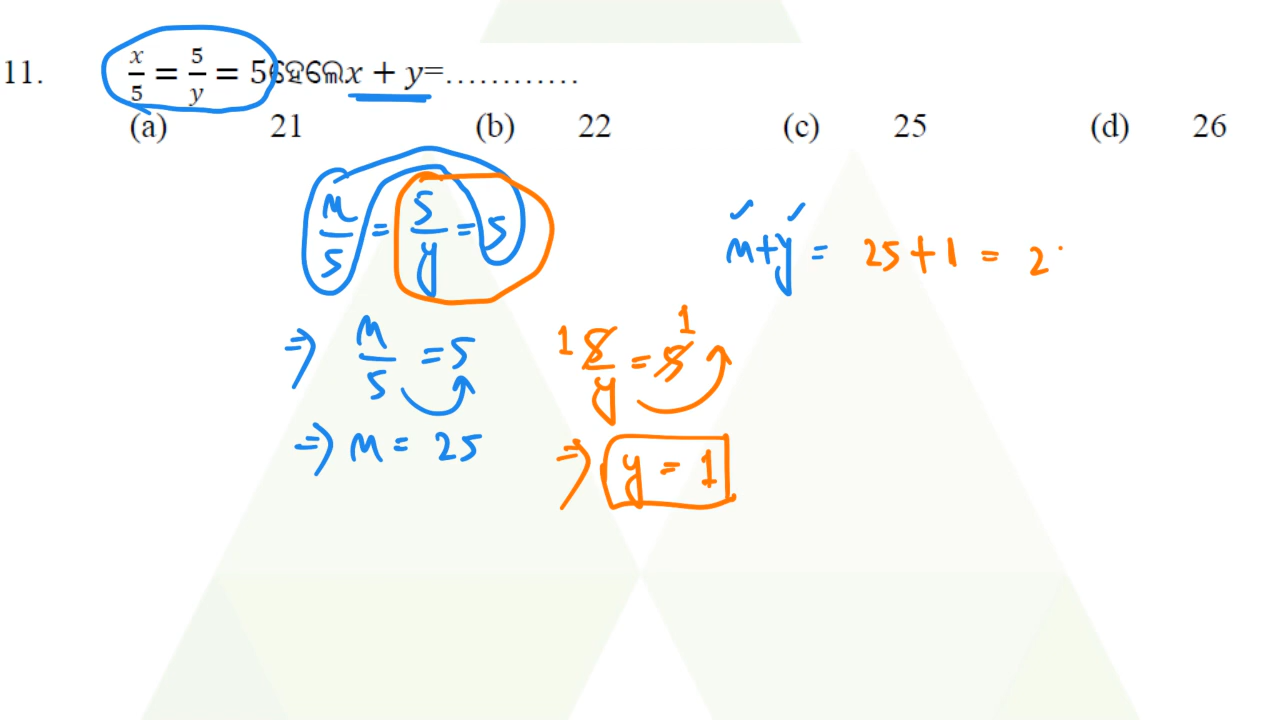 11. x/5 = 5/y = 5ହେଲେx + y=............
(a) 21 (b) 22 (c) 25 (d) 26
x/5 = 5/y = 5
x+y = 25+1 = 2
⇒ x/5 = 5
1 5/y = 5 1
⇒ x = 25
⇒ y = 1